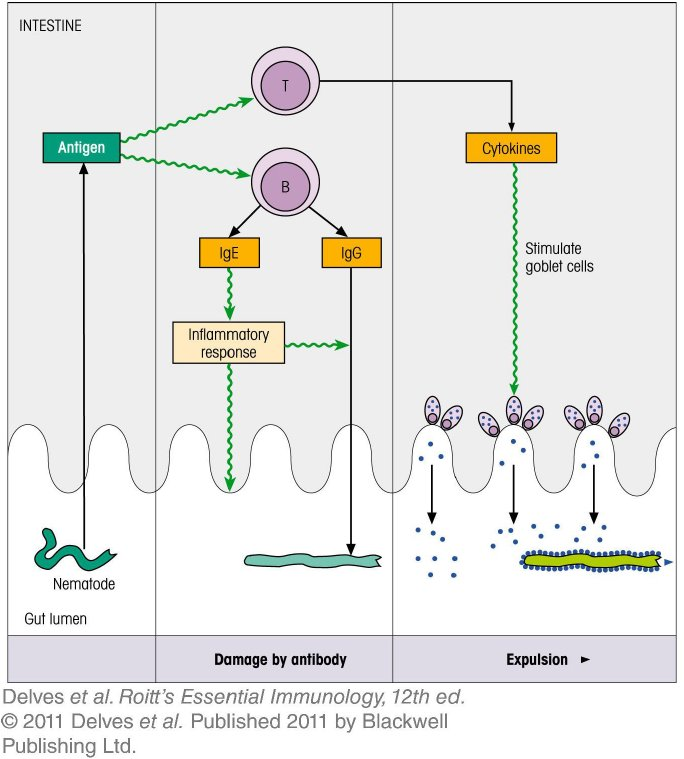 INTESTINE
T
Antigen
Cytokines
B
IgE
IgG
Stimulate
goblet cells
Inflammatory
response
Nematode
Gut lumen
Damage by antibody
Expulsion ►
Delves et al. Roitt's Essential Immunology, 12th ed.
© 2011 Delves et al. Published 2011 by Blackwell
Publishing Ltd.